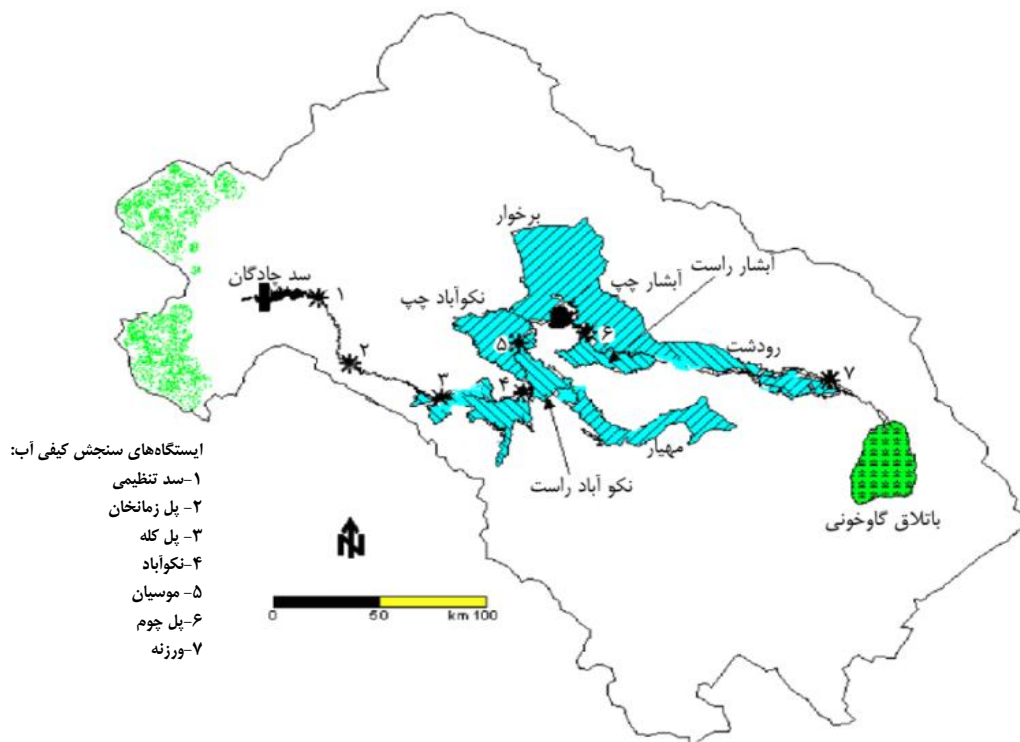 برخوار
آبشار راست
آبشار چپ
سد چادگان
نکوآباد چپ
۱
۶
۵
رودشت
۲
۷
۳
۴
مهیار
نکو آباد راست
باتلاق گاوخونی
ایستگاه‌های سنجش کیفی آب:
۱-سد تنظیمی
۲- پل زمانخان
۳- پل کله
۴-نکوآباد
۵- موسیان
۶-پل چوم
۷-ورزنه
N
0 50 km 100